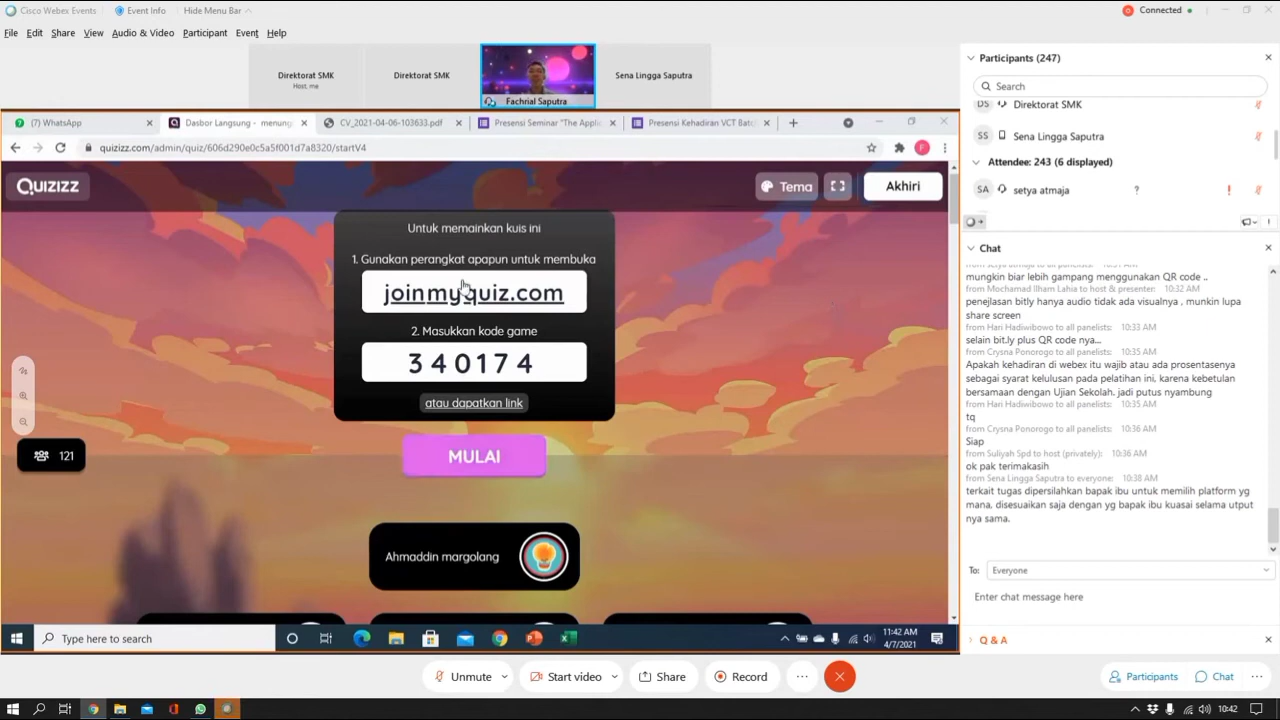 Cisco Webex Events
Event Info
Hide Menu Bar
Connected
File Edit Share View Audio & Video Participant Event Help
Direktorat SMK
Host, me
Direktorat SMK
Fachrial Saputra
Sena Lingga Saputra
(7) WhatsApp
Dasbor Langsung - menung
CV_2021-04-06-103633.pdf
Presensi Seminar "The Applic
Presensi Kehadiran VCT Bat
quizizz.com/admin/quiz/606d290e0c5a5f001d7a8320/startV4
F
QUIZIZZ
Tema
Akhiri
Untuk memainkan kuis ini
1. Gunakan perangkat apapun untuk membuka
joinmyquiz.com
2. Masukkan kode game
340174
atau dapatkan link
MULAI
121
Ahmaddin margolang
Type here to search
11:42 AM
4/7/2021
Participants (247)
Search
DS Direktorat SMK
SS Sena Lingga Saputra
Attendee: 243 (6 displayed)
SA setya atmaja
Chat
mungkin biar lebih gampang menggunakan QR code ..
from Mochamad Ilham Lahia to host & presenter: 10:32 AM
penejlasan bitly hanya audio tidak ada visualnya , munkin lupa
share screen
from Hari Hadiwibowo to all panelists: 10:33 AM
selain bit.ly plus QR code nya...
from Crysna Ponorogo to all panelists: 10:35 AM
Apakah kehadiran di webex itu wajib atau ada prosentasenya
sebagai syarat kelulusan pada pelatihan ini, karena kebetulan
bersamaan dengan Ujian Sekolah. jadi putus nyambung
from Hari Hadiwibowo to all panelists: 10:35 AM
tq
from Crysna Ponorogo to all panelists: 10:36 AM
Siap
from Suliyah Spd to host (privately): 10:36 AM
ok pak terimakasih
from Sena Lingga Saputra to everyone: 10:38 AM
terkait tugas dipersilahkan bapak ibu untuk memilih platform yg
mana, disesuaikan saja dengan yg bapak ibu kuasai selama utput
nya sama.
To: Everyone
Enter chat message here
Q & A
Unmute
Start video
Share
Record
Participants
Chat
10:42